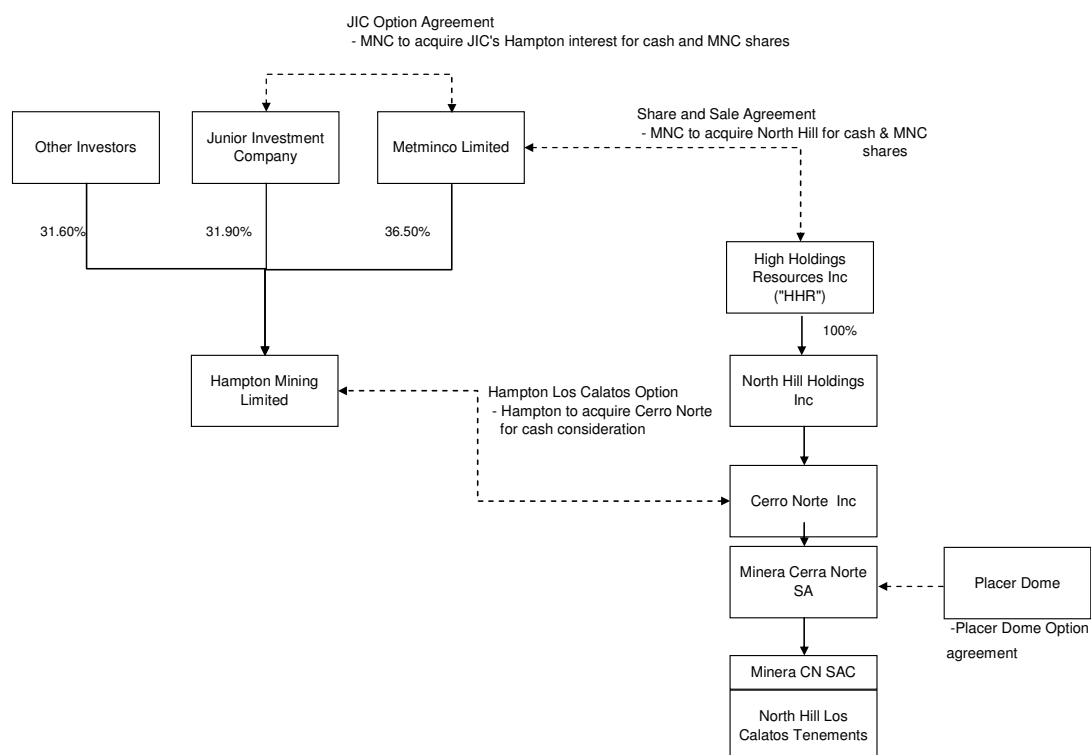 JIC Option Agreement
- MNC to acquire JIC's Hampton interest for cash and MNC shares
Other Investors
Junior Investment
Company
Metminco Limited
Share and Sale Agreement
- MNC to acquire North Hill for cash & MNC
shares
31.60%
31.90%
36.50%
High Holdings
Resources Inc
("HHR")
100%
Hampton Mining
Limited
Hampton Los Calatos Option
- Hampton to acquire Cerro Norte
for cash consideration
North Hill Holdings
Inc
Cerro Norte Inc
Minera Cerra Norte
SA
Placer Dome
-Placer Dome Option
agreement
Minera CN SAC
North Hill Los
Calatos Tenements